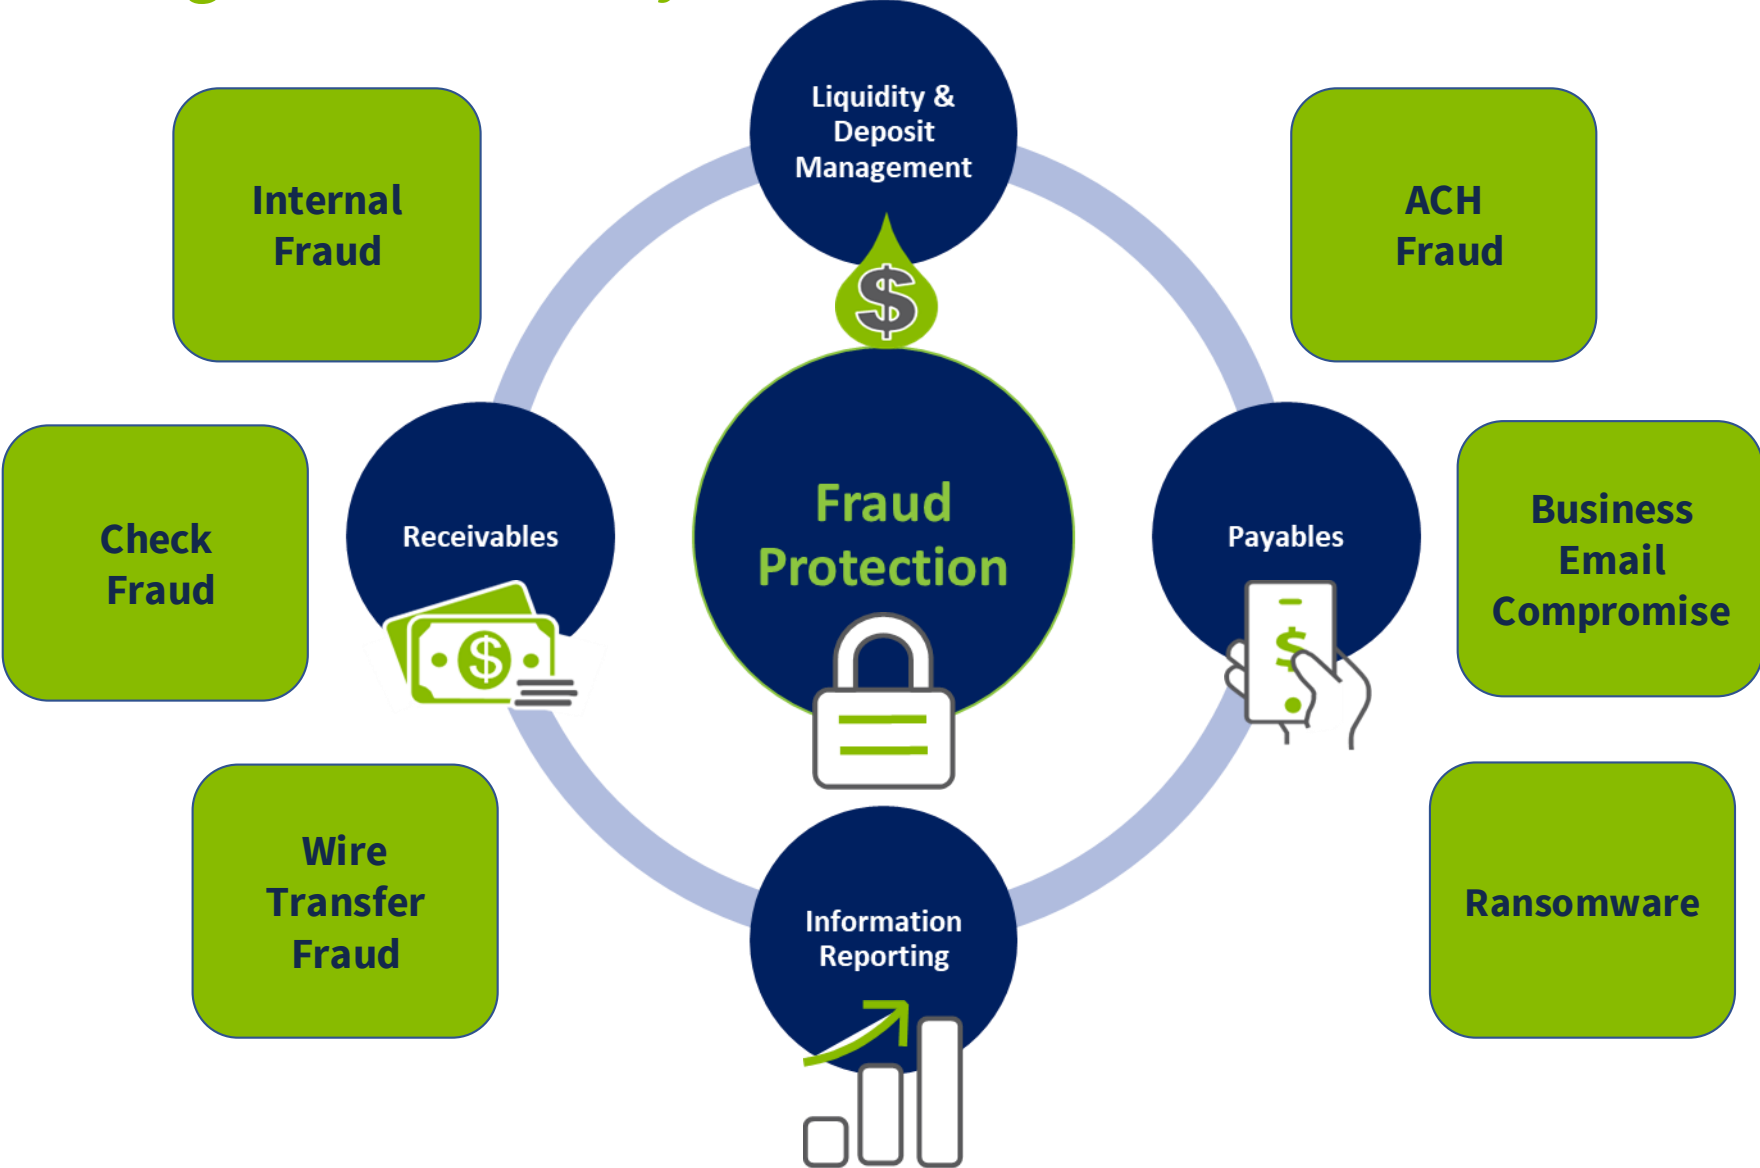 Liquidity &
Deposit
Management
Internal
Fraud
ACH
Fraud
$
Check
Fraud
Receivables
$
Fraud
Protection
Payables
$
Business
Email
Compromise
Wire
Transfer
Fraud
Information
Reporting
Ransomware